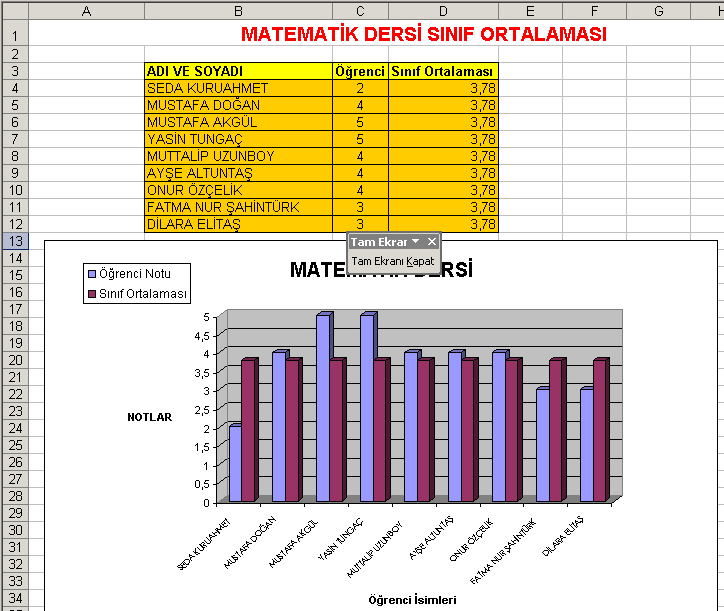 A B C D E F G H
1 MATEMATİK DERSİ SINIF ORTALAMASI
2
3 ADI VE SOYADI Öğrenci Sınıf Ortalaması
4 SEDA KURUAHMET 2 3,78
5 MUSTAFA DOĞAN 4 3,78
6 MUSTAFA AKGÜL 5 3,78
7 YASİN TUNGAÇ 5 3,78
8 MUTTALİP UZUNBOY 4 3,78
9 AYŞE ALTUNTAŞ 4 3,78
10 ONUR ÖZÇELİK 4 3,78
11 FATMA NUR ŞAHİNTÜRK 3 3,78
12 DİLARA ELİTAŞ 3 3,78
13
Tam Ekrar
Tam Ekranı Kapat
14
15
16
17
18
19
20
21
22
23
24
25
26
27
28
29
30
31
32
33
34
MATEMATİK DERSİ
Öğrenci Notu
Sınıf Ortalaması
5
4,5
4
3,5
3
2,5
2
1,5
1
0,5
0
NOTLAR
SEDA KURUAHMET
MUSTAFA DOĞAN
MUSTAFA AKGÜL
YASİN TUNGAÇ
MUTTALİP UZUNBOY
AYŞE ALTUNTAŞ
ONUR ÖZÇELİK
FATMA NUR ŞAHİNTÜRK
DİLARA ELİTAŞ
Öğrenci İsimleri